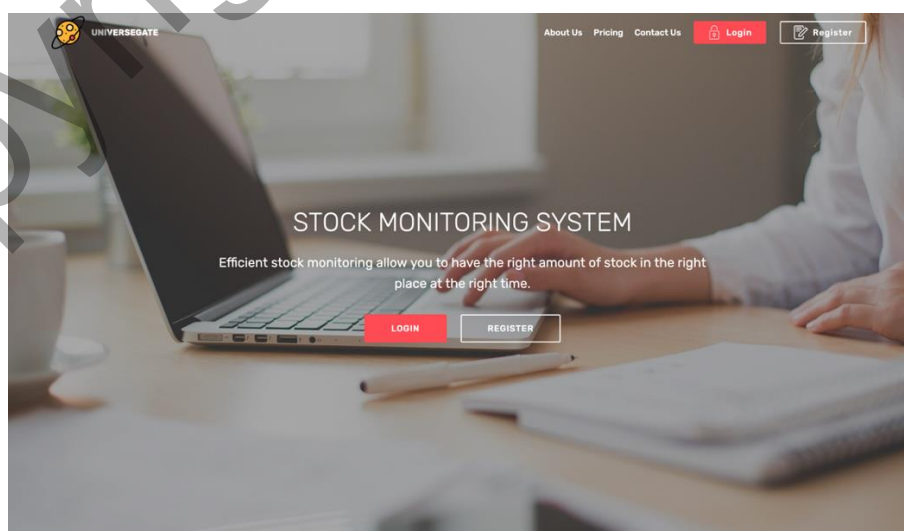 UNIVERSEGATE
About Us Pricing Contact Us Login Register
STOCK MONITORING SYSTEM
Efficient stock monitoring allow you to have the right amount of stock in the right
place at the right time.
LOGIN REGISTER